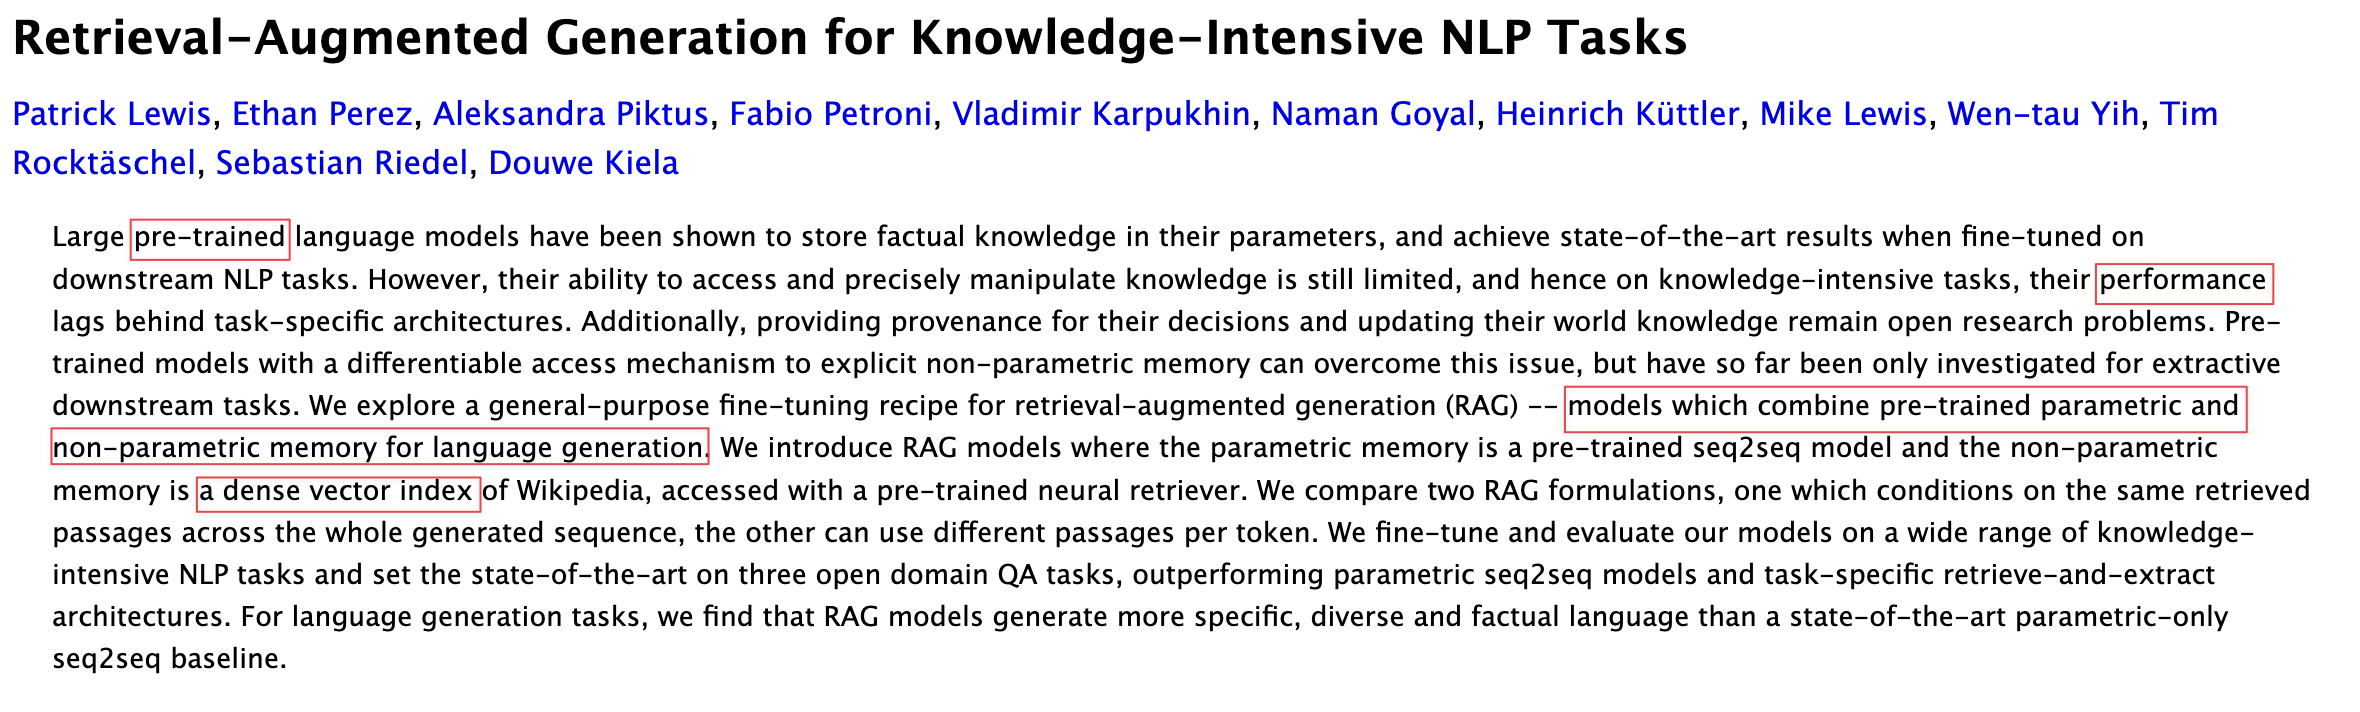 Retrieval-Augmented Generation for Knowledge-Intensive NLP Tasks
Patrick Lewis, Ethan Perez, Aleksandra Piktus, Fabio Petroni, Vladimir Karpukhin, Naman Goyal, Heinrich Küttler, Mike Lewis, Wen-tau Yih, Tim
Rocktäschel, Sebastian Riedel, Douwe Kiela
Large pre-trained language models have been shown to store factual knowledge in their parameters, and achieve state-of-the-art results when fine-tuned on
downstream NLP tasks. However, their ability to access and precisely manipulate knowledge is still limited, and hence on knowledge-intensive tasks, their performance
lags behind task-specific architectures. Additionally, providing provenance for their decisions and updating their world knowledge remain open research problems. Pre-
trained models with a differentiable access mechanism to explicit non-parametric memory can overcome this issue, but have so far been only investigated for extractive
downstream tasks. We explore a general-purpose fine-tuning recipe for retrieval-augmented generation (RAG) -- models which combine pre-trained parametric and
non-parametric memory for language generation. We introduce RAG models where the parametric memory is a pre-trained seq2seq model and the non-parametric
memory is a dense vector index of Wikipedia, accessed with a pre-trained neural retriever. We compare two RAG formulations, one which conditions on the same retrieved
passages across the whole generated sequence, the other can use different passages per token. We fine-tune and evaluate our models on a wide range of knowledge-
intensive NLP tasks and set the state-of-the-art on three open domain QA tasks, outperforming parametric seq2seq models and task-specific retrieve-and-extract
architectures. For language generation tasks, we find that RAG models generate more specific, diverse and factual language than a state-of-the-art parametric-only
seq2seq baseline.